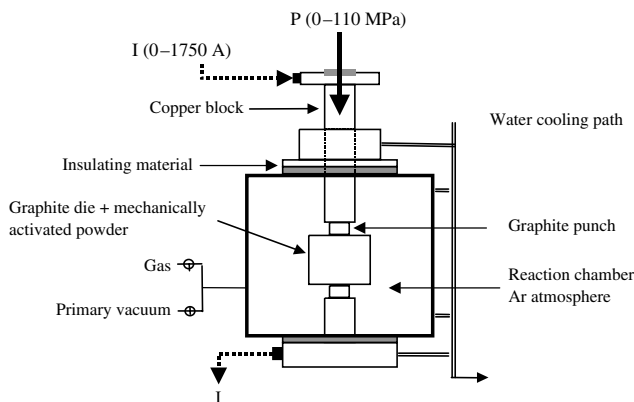 P (0–110 MPa)
I (0–1750 A)
Copper block
Water cooling path
Insulating material
Graphite die + mechanically
activated powder
Graphite punch
Gas
Reaction chamber
Ar atmosphere
Primary vacuum
I